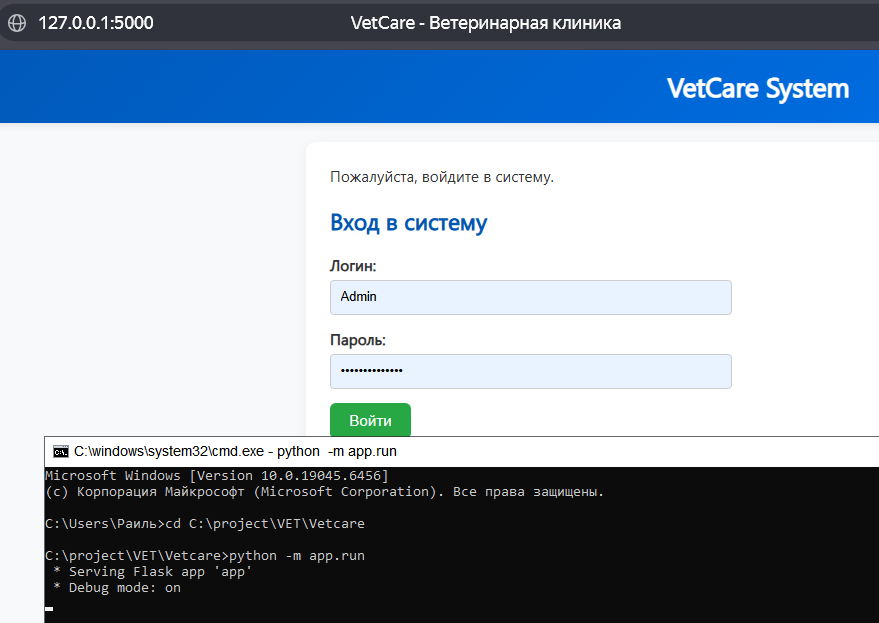 127.0.0.1:5000 VetCare - Ветеринарная клиника
VetCare System
Пожалуйста, войдите в систему.
Вход в систему
Логин:
Admin
Пароль:
••••••••••••••
Войти
C:\windows\system32\cmd.exe - python -m app.run
Microsoft Windows [Version 10.0.19045.6456]
(c) Корпорация Майкрософт (Microsoft Corporation). Все права защищены.
C:\Users\Раиль>cd C:\project\VET\Vetcare
C:\project\VET\Vetcare>python -m app.run
* Serving Flask app 'app'
* Debug mode: on